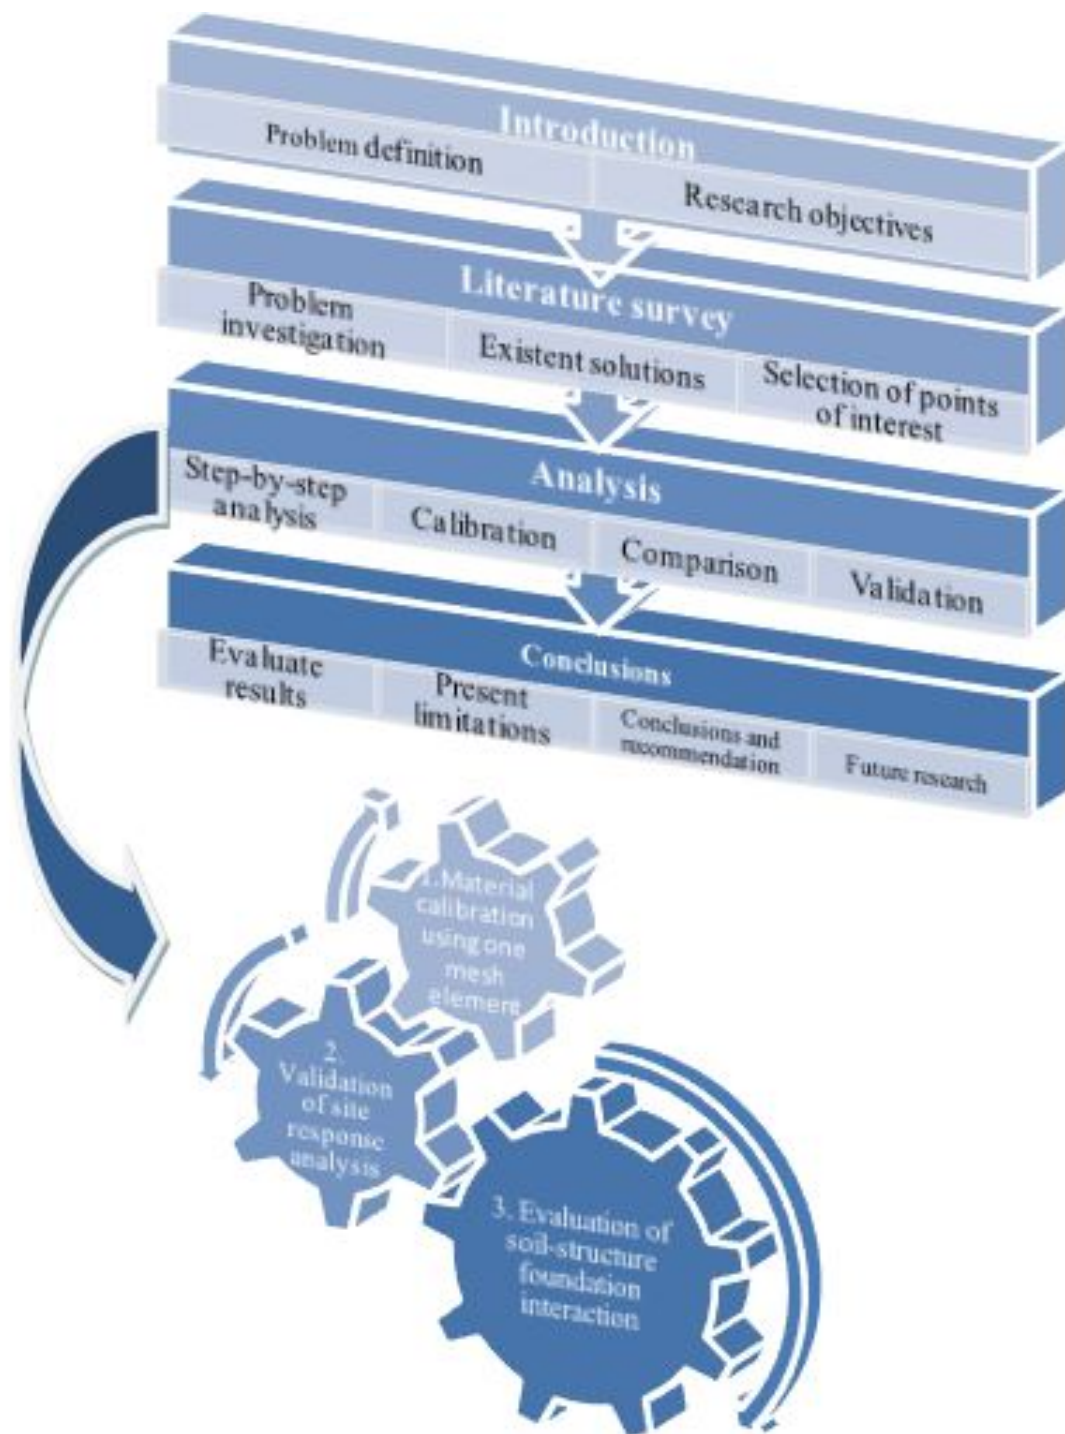 Introduction
Problem definition
Research objectives
Literature survey
Problem
investigation
Existent solutions
Selection of points
of interest
Analysis
Step-by-step
analysis
Calibration
Comparison
Validation
Conclusions
Evaluate
results
Present
limitations
Conclusions and
recommendation
Future research
1.Material
calibration
using one
mesh
elemere
2.
Validation
of site
response
analysis
3. Evaluation of
soil-structure
foundation
interaction